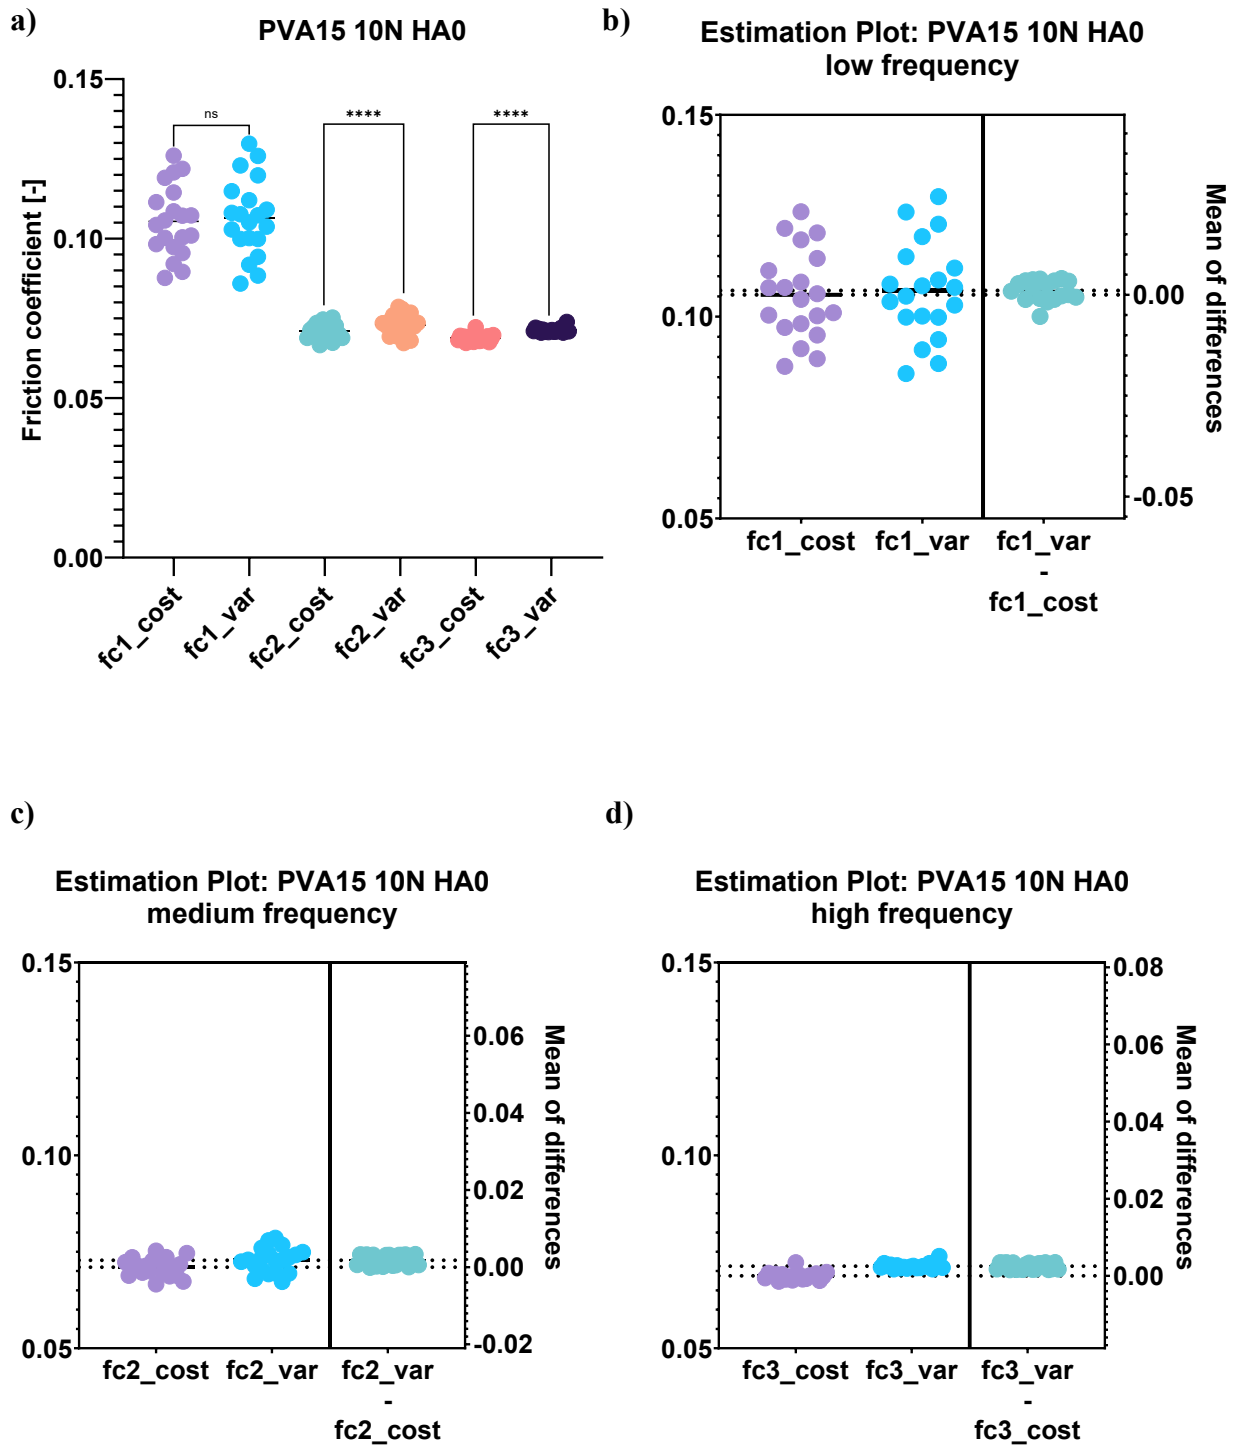 a)
PVA15 10N HA0
0.15
0.10
0.05
0.00
Friction coefficient [-]
ns
****
****
fc1_cost
fc1_var
fc2_cost
fc2_var
fc3_cost
fc3_var
b)
Estimation Plot: PVA15 10N HA0
low frequency
0.15
0.10
0.05
0.00
-0.05
Mean of differences
fc1_cost
fc1_var
fc1_var
-
fc1_cost
c)
Estimation Plot: PVA15 10N HA0
medium frequency
0.15
0.10
0.05
0.06
0.04
0.02
0.00
-0.02
Mean of differences
fc2_cost
fc2_var
fc2_var
-
fc2_cost
d)
Estimation Plot: PVA15 10N HA0
high frequency
0.15
0.10
0.05
0.08
0.06
0.04
0.02
0.00
Mean of differences
fc3_cost
fc3_var
fc3_var
-
fc3_cost